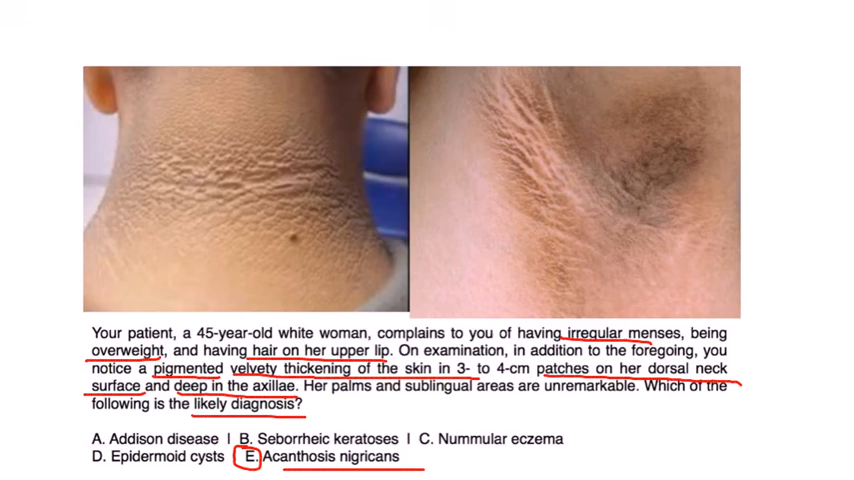 Your patient, a 45-year-old white woman, complains to you of having irregular menses, being
overweight, and having hair on her upper lip. On examination, in addition to the foregoing, you
notice a pigmented velvety thickening of the skin in 3- to 4-cm patches on her dorsal neck
surface and deep in the axillae. Her palms and sublingual areas are unremarkable. Which of the
following is the likely diagnosis?
A. Addison disease | B. Seborrheic keratoses | C. Nummular eczema
D. Epidermoid cysts E. Acanthosis nigricans